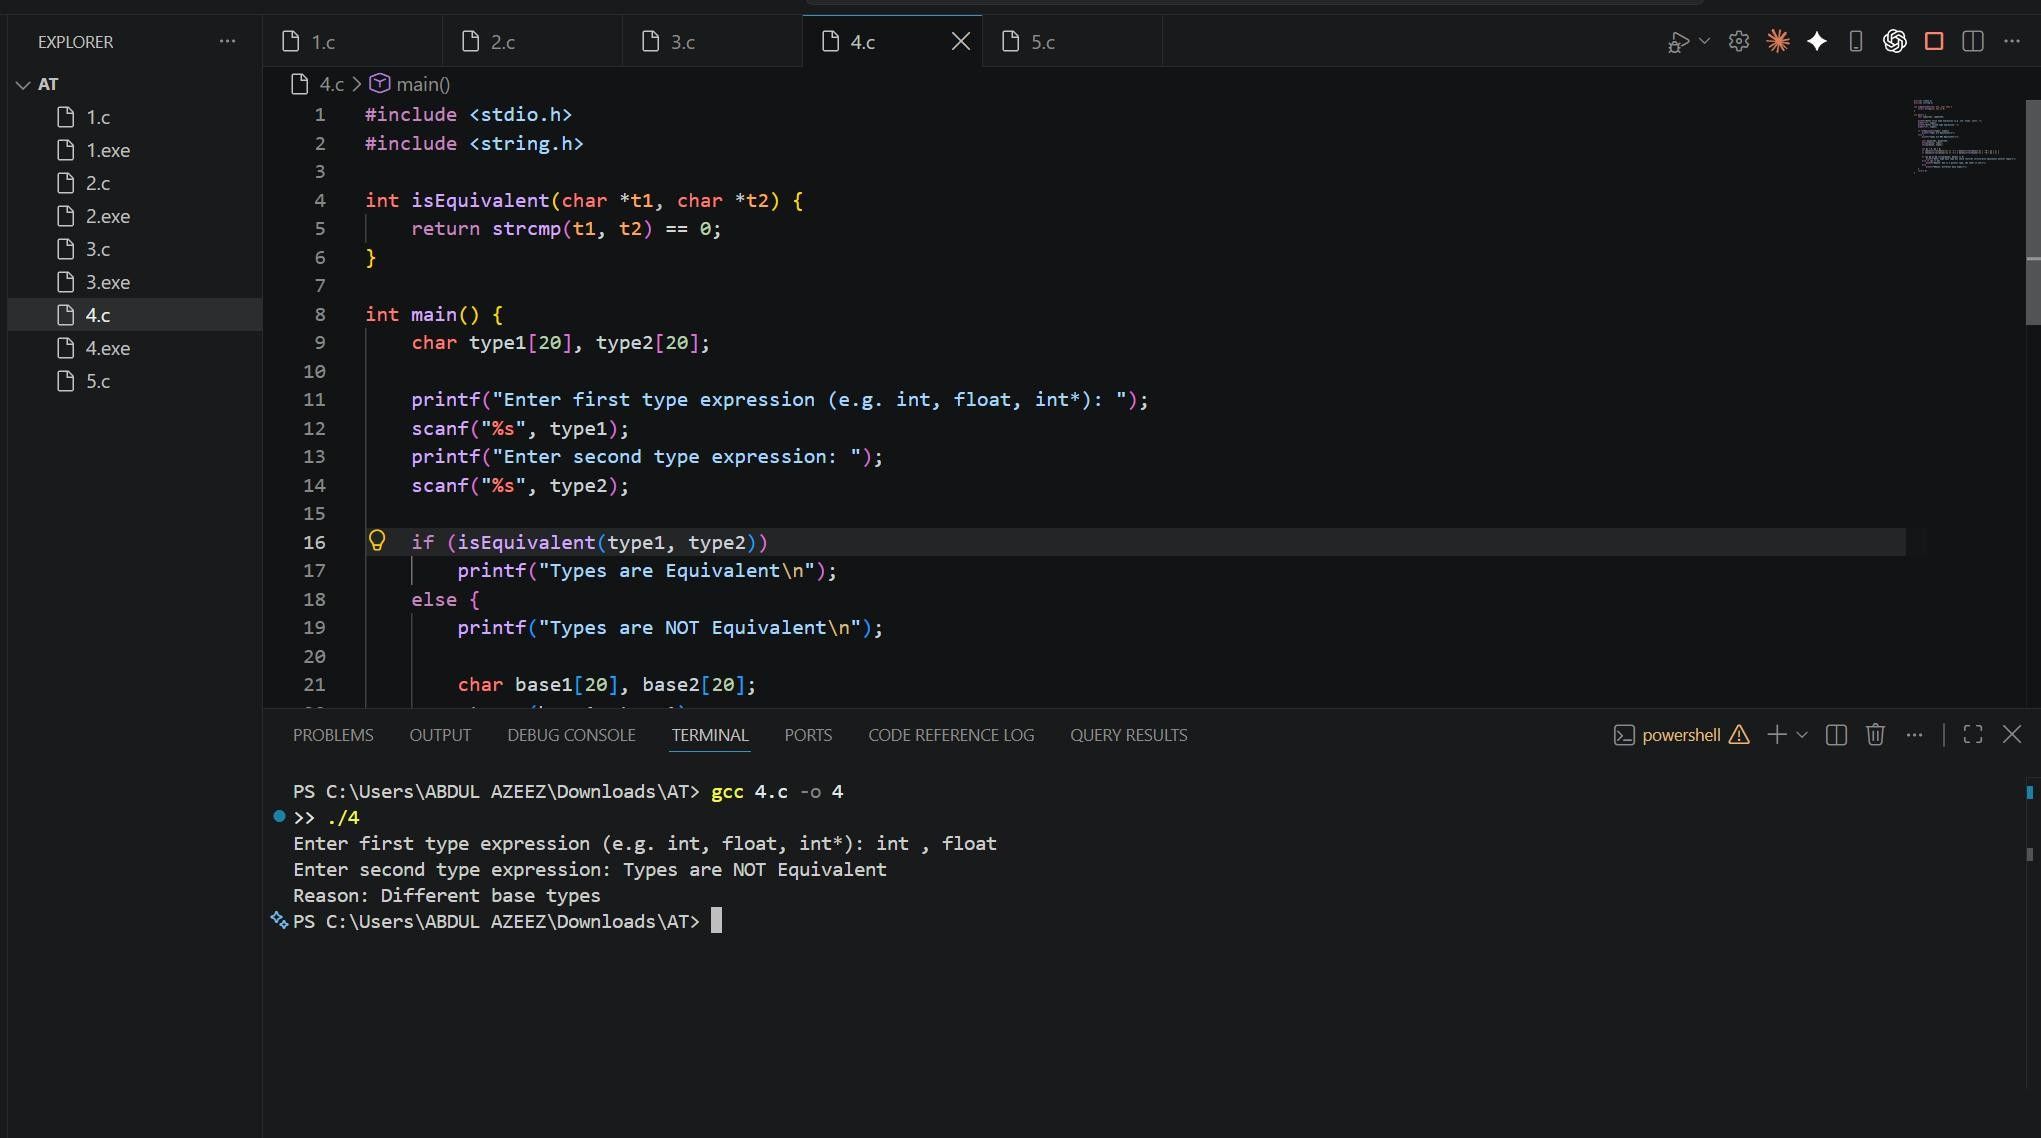 EXPLORER
1.c
2.c
3.c
4.c
5.c
AT
1.c
1.exe
2.c
2.exe
3.c
3.exe
4.c
4.exe
5.c
4.c > main()
1 #include <stdio.h>
2 #include <string.h>
3
4 int isEquivalent(char *t1, char *t2) {
5     return strcmp(t1, t2) == 0;
6 }
7
8 int main() {
9     char type1[20], type2[20];
10
11     printf("Enter first type expression (e.g. int, float, int*): ");
12     scanf("%s", type1);
13     printf("Enter second type expression: ");
14     scanf("%s", type2);
15
16     if (isEquivalent(type1, type2))
17         printf("Types are Equivalent\n");
18     else {
19         printf("Types are NOT Equivalent\n");
20
21         char base1[20], base2[20];
PROBLEMS OUTPUT DEBUG CONSOLE TERMINAL PORTS CODE REFERENCE LOG QUERY RESULTS
powershell
PS C:\Users\ABDUL AZEEZ\Downloads\AT> gcc 4.c -o 4
>> ./4
Enter first type expression (e.g. int, float, int*): int , float
Enter second type expression: Types are NOT Equivalent
Reason: Different base types
PS C:\Users\ABDUL AZEEZ\Downloads\AT>